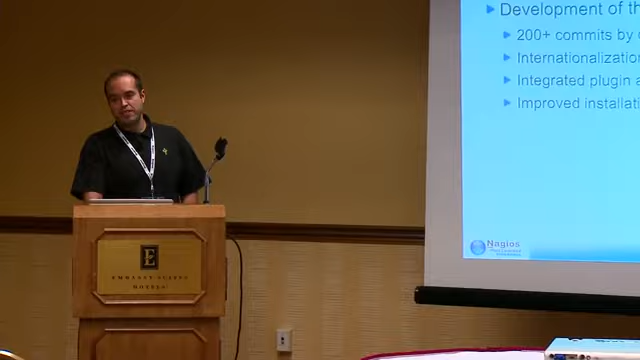 Development of th
200+ commits by
Internationalization
Integrated plugin a
Improved installati
Nagios
E
EMBASSY SUITES
HOTELS